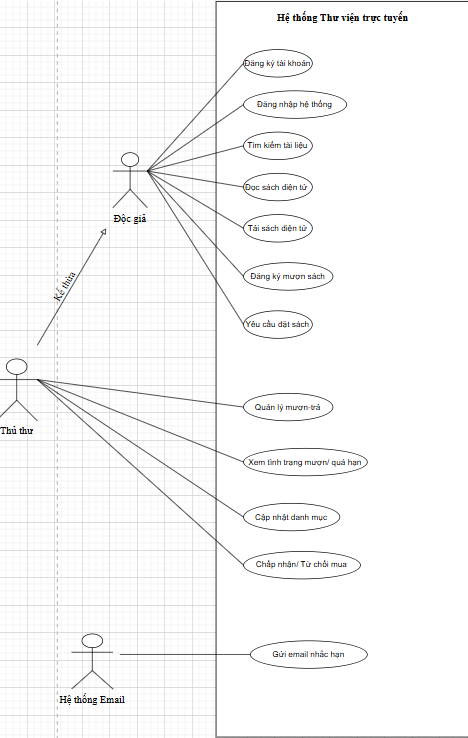 Hệ thống Thư viện trực tuyến
Đăng ký tài khoản
Đăng nhập hệ thống
Tìm kiếm tài liệu
Đọc sách điện tử
Tải sách điện tử
Đăng ký mượn sách
Yêu cầu đặt sách
Độc giả
Kế thừa
Thủ thư
Quản lý mượn-trả
Xem tình trạng mượn/ quá hạn
Cập nhật danh mục
Chấp nhận/ Từ chối mua
Hệ thống Email
Gửi email nhắc hạn